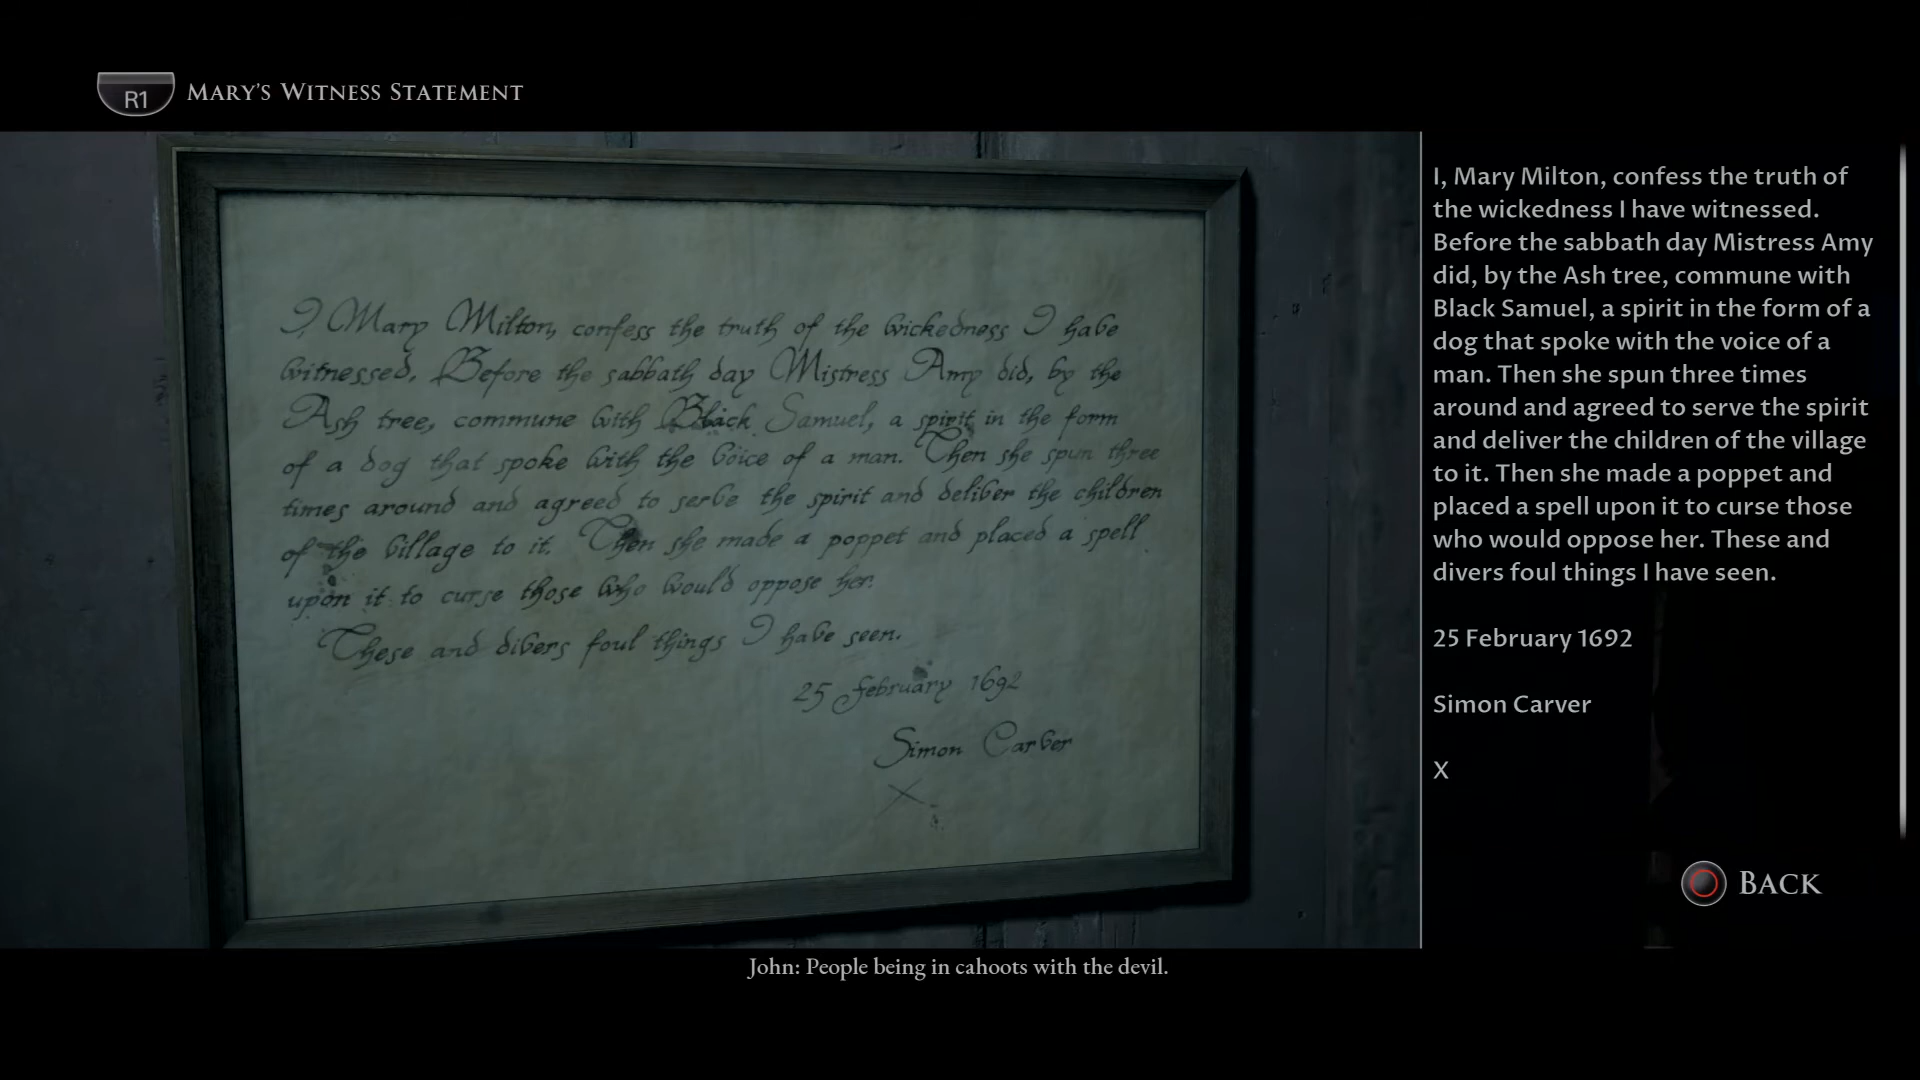 R1 MARY'S WITNESS STATEMENT
I, Mary Milton, confess the truth of the wickedness I have
witnessed. Before the sabbath day Mistress Amy did, by the
Ash tree, commune with Black Samuel, a spirit in the form
of a dog that spoke with the voice of a man. Then she spun three
times around and agreed to serve the spirit and deliver the children
of the village to it. Then she made a poppet and placed a spell
upon it to curse those who would oppose her.
These and divers foul things I have seen.
25 february 1692
Simon Carver
X
I, Mary Milton, confess the truth of
the wickedness I have witnessed.
Before the sabbath day Mistress Amy
did, by the Ash tree, commune with
Black Samuel, a spirit in the form of a
dog that spoke with the voice of a
man. Then she spun three times
around and agreed to serve the spirit
and deliver the children of the village
to it. Then she made a poppet and
placed a spell upon it to curse those
who would oppose her. These and
divers foul things I have seen.
25 February 1692
Simon Carver
X
BACK
John: People being in cahoots with the devil.